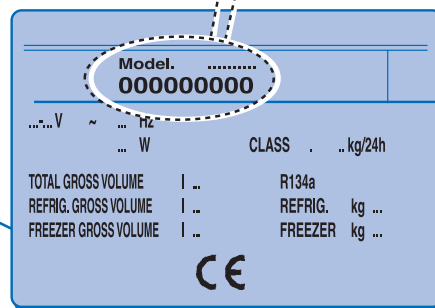 Model. ..........
000000000
...-... V ~ ... Hz
... W CLASS . .. kg/24h
TOTAL GROSS VOLUME l ... R134a
REFRIG. GROSS VOLUME l ... REFRIG. kg ...
FREEZER GROSS VOLUME l ... FREEZER kg ...
CE